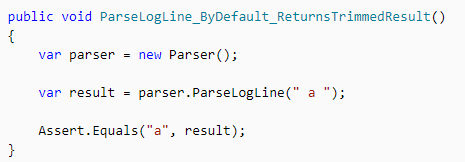 public void ParseLogLine_ByDefault_ReturnsTrimmedResult()
{
    var parser = new Parser();
    var result = parser.ParseLogLine(" a ");
    Assert.Equals("a", result);
}